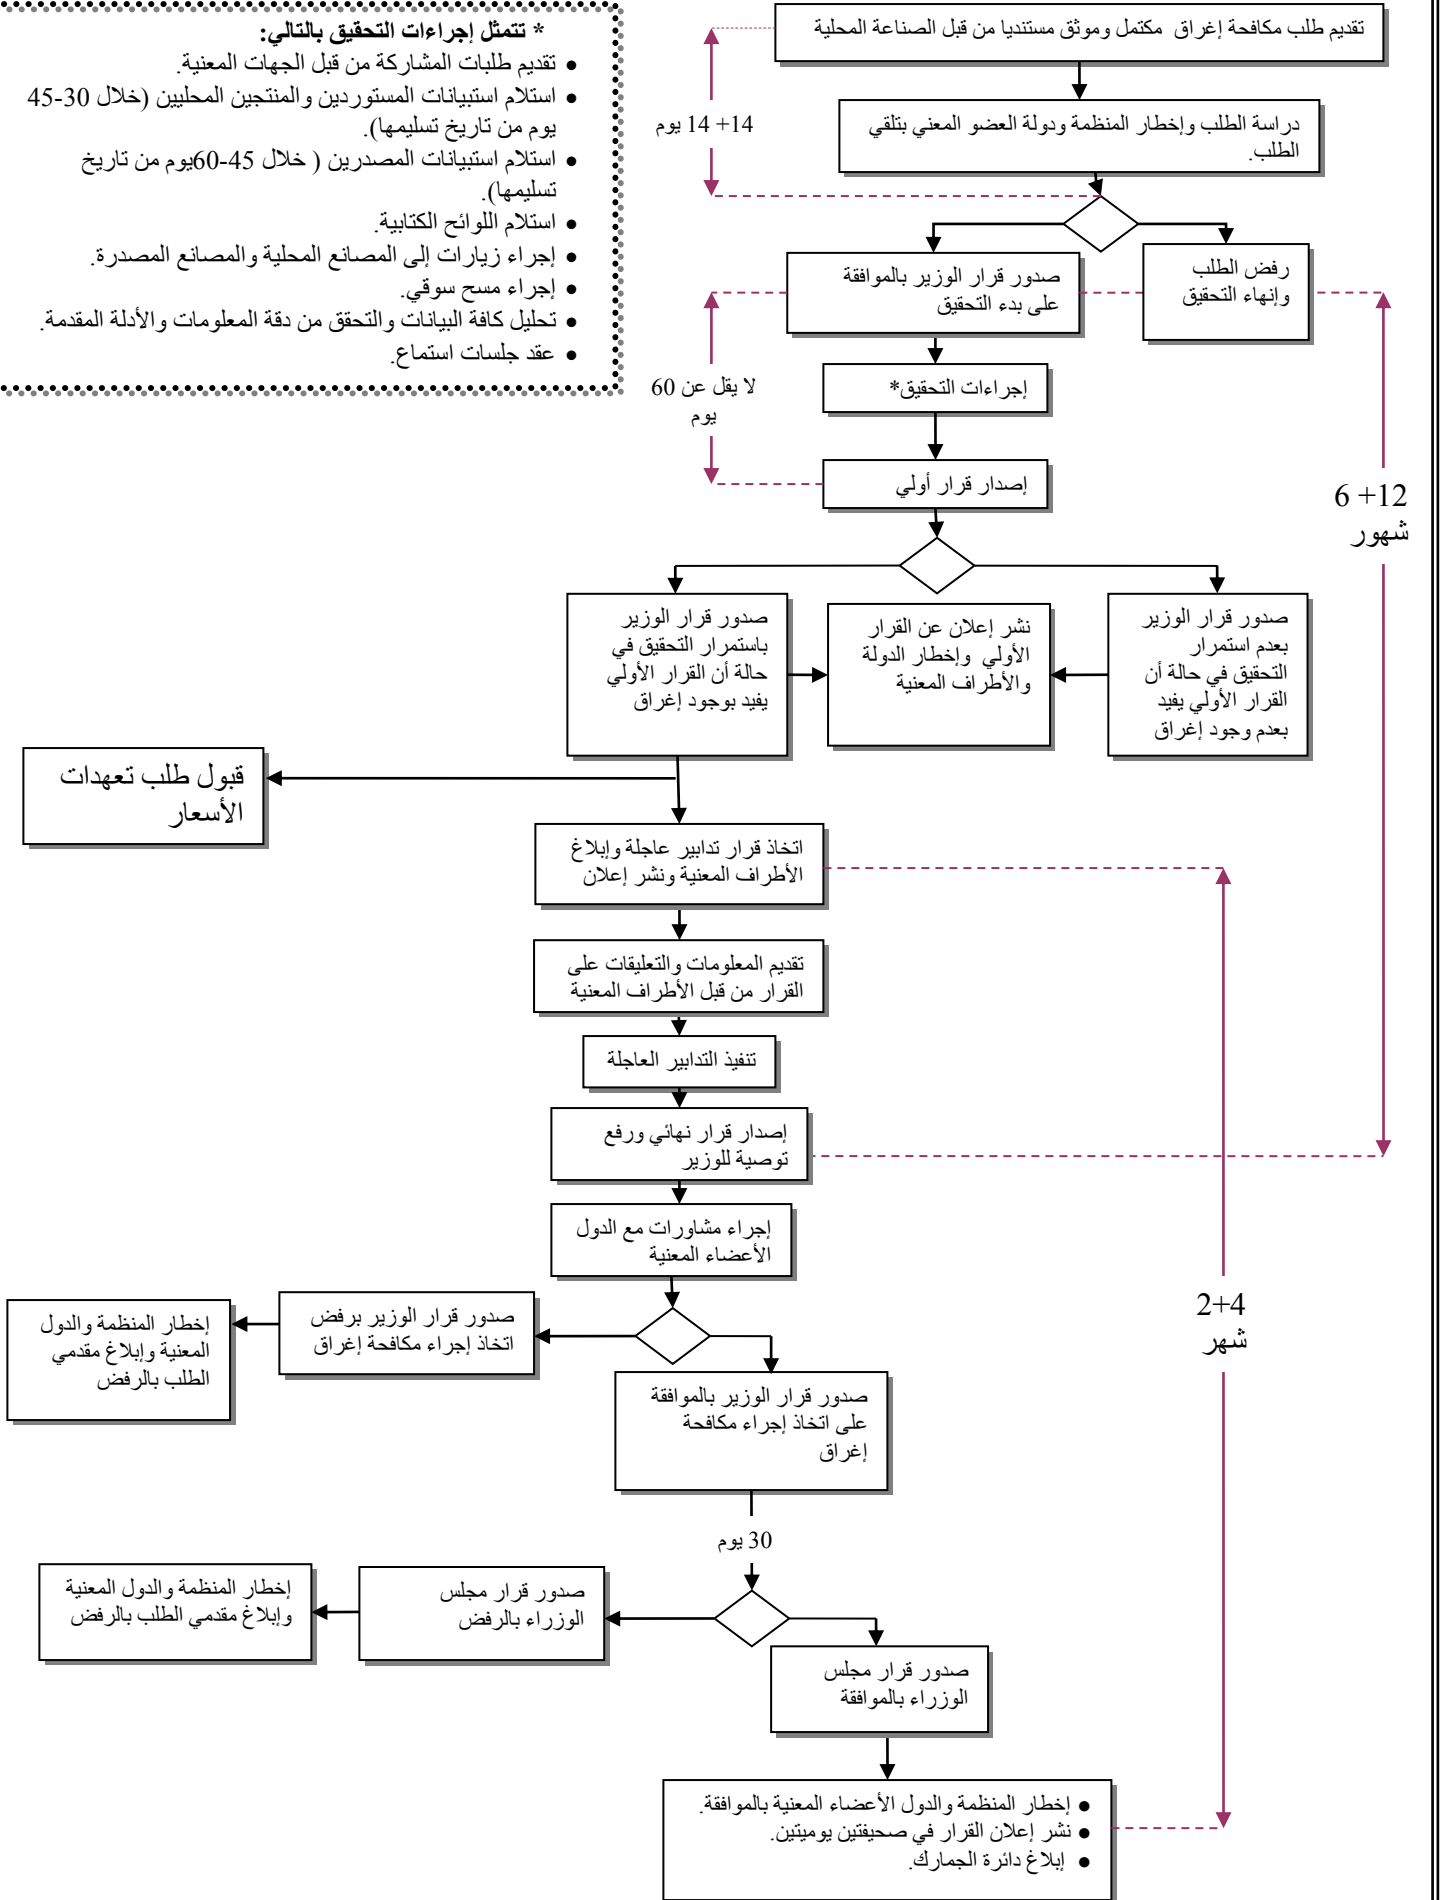 * تتمثل إجراءات التحقيق بالتالي:
● تقديم طلبات المشاركة من قبل الجهات المعنية.
● استلام استبيانات المستوردين والمنتجين المحليين (خلال 30-45
يوم من تاريخ تسليمها).
● استلام استبيانات المصدرين ( خلال 45-60يوم من تاريخ
تسليمها).
● استلام اللوائح الكتابية.
● إجراء زيارات إلى المصانع المحلية والمصانع المصدرة.
● إجراء مسح سوقي.
● تحليل كافة البيانات والتحقق من دقة المعلومات والأدلة المقدمة.
● عقد جلسات استماع.
تقديم طلب مكافحة إغراق مكتمل وموثق مستنديا من قبل الصناعة المحلية
14+ 14 يوم
دراسة الطلب وإخطار المنظمة ودولة العضو المعني بتلقي
الطلب.
رفض الطلب
وإنهاء التحقيق
صدور قرار الوزير بالموافقة
على بدء التحقيق
إجراءات التحقيق*
لا يقل عن 60
يوم
إصدار قرار أولي
12+ 6
شهور
صدور قرار الوزير
بعدم استمرار
التحقيق في حالة أن
القرار الأولي يفيد
بعدم وجود إغراق
نشر إعلان عن القرار
الأولي وإخطار الدولة
والأطراف المعنية
صدور قرار الوزير
باستمرار التحقيق في
حالة أن القرار الأولي
يفيد بوجود إغراق
قبول طلب تعهدات
الأسعار
اتخاذ قرار تدابير عاجلة وإبلاغ
الأطراف المعنية ونشر إعلان
تقديم المعلومات والتعليقات على
القرار من قبل الأطراف المعنية
تنفيذ التدابير العاجلة
إصدار قرار نهائي ورفع
توصية للوزير
إجراء مشاورات مع الدول
الأعضاء المعنية
2+4
شهر
صدور قرار الوزير برفض
اتخاذ إجراء مكافحة إغراق
إخطار المنظمة والدول
المعنية وإبلاغ مقدمي
الطلب بالرفض
صدور قرار الوزير بالموافقة
على اتخاذ إجراء مكافحة
إغراق
30 يوم
صدور قرار مجلس
الوزراء بالرفض
إخطار المنظمة والدول المعنية
وإبلاغ مقدمي الطلب بالرفض
صدور قرار مجلس
الوزراء بالموافقة
● إخطار المنظمة والدول الأعضاء المعنية بالموافقة.
● نشر إعلان القرار في صحيفتين يوميتين.
● إبلاغ دائرة الجمارك.